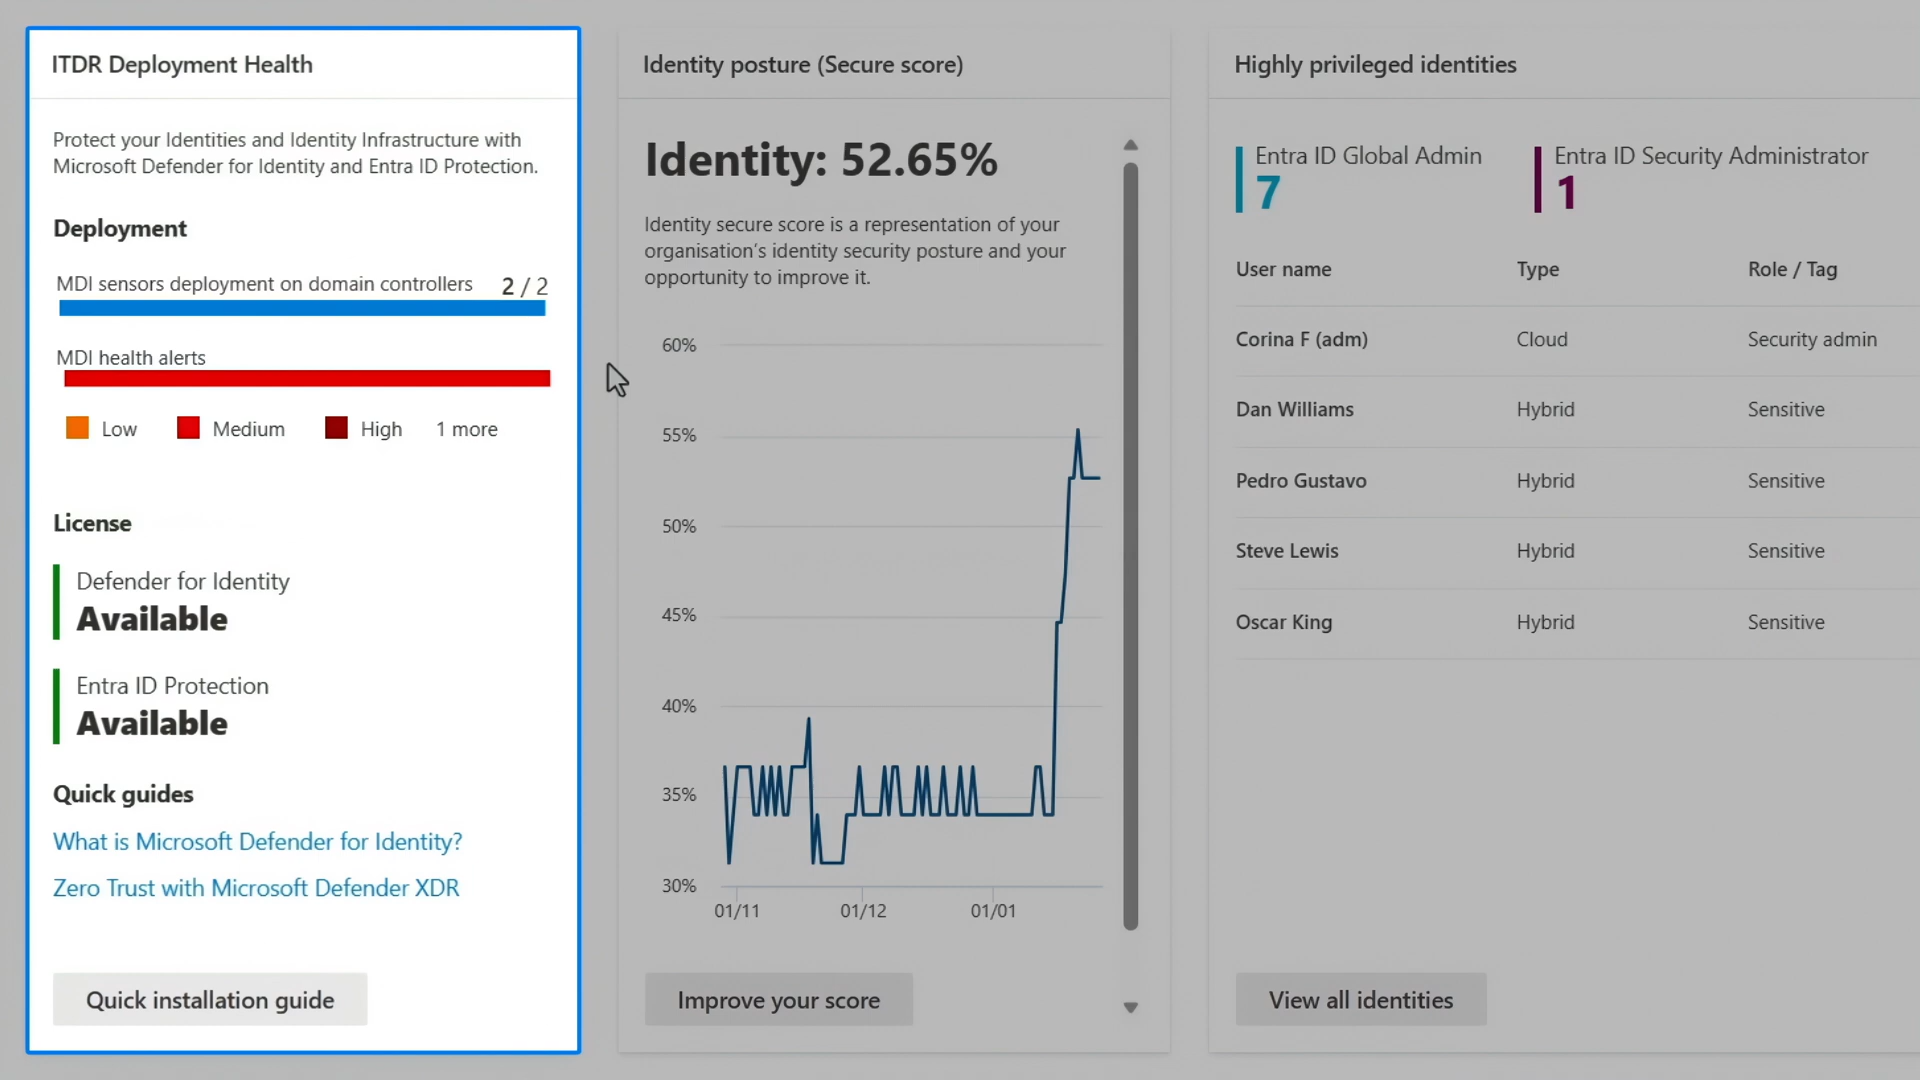 ITDR Deployment Health
Protect your Identities and Identity Infrastructure with
Microsoft Defender for Identity and Entra ID Protection.
Deployment
MDI sensors deployment on domain controllers 2 / 2
MDI health alerts
Low Medium High 1 more
License
Defender for Identity
Available
Entra ID Protection
Available
Quick guides
What is Microsoft Defender for Identity?
Zero Trust with Microsoft Defender XDR
Quick installation guide
Identity posture (Secure score)
Identity: 52.65%
Identity secure score is a representation of your
organisation's identity security posture and your
opportunity to improve it.
60%
55%
50%
45%
40%
35%
30%
01/11 01/12 01/01
Improve your score
Highly privileged identities
Entra ID Global Admin
7
Entra ID Security Administrator
1
User name Type Role / Tag
Corina F (adm) Cloud Security admin
Dan Williams Hybrid Sensitive
Pedro Gustavo Hybrid Sensitive
Steve Lewis Hybrid Sensitive
Oscar King Hybrid Sensitive
View all identities